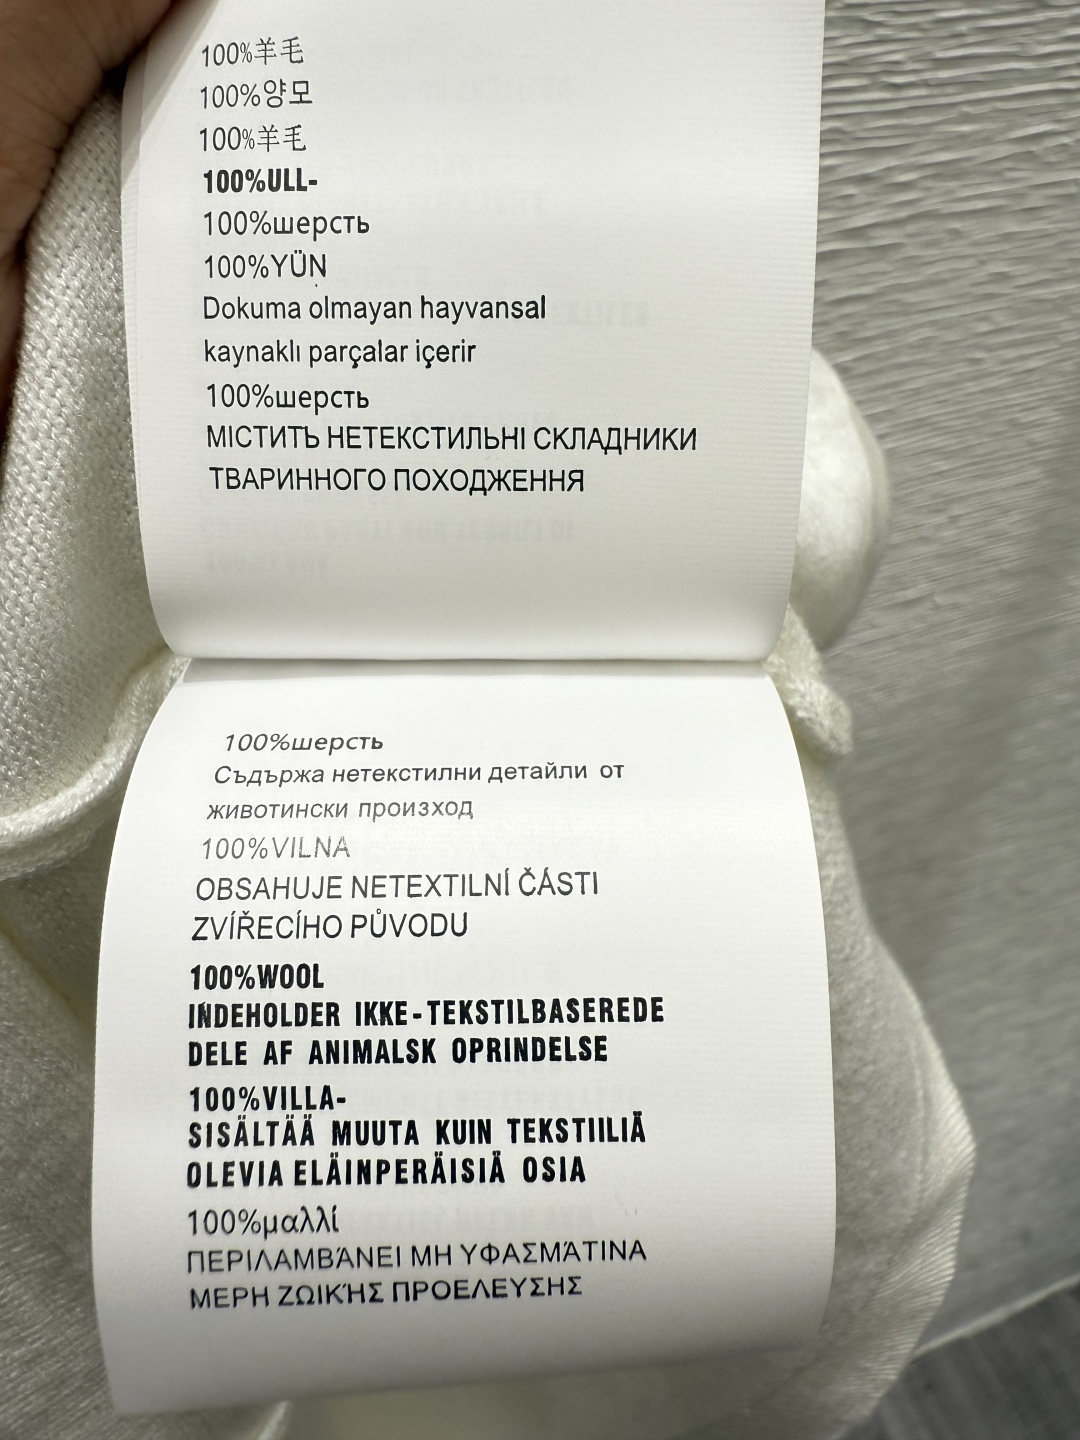 100%羊毛
100%양모
100%羊毛
100%ULL-
100%шерсть
100%YÜN
Dokuma olmayan hayvansal
kaynaklı parçalar içerir
100%шерсть
МІСТИТЬ НЕТЕКСТИЛЬНІ СКЛАДНИКИ
ТВАРИННОГО ПОХОДЖЕННЯ
100%шерсть
Съдържа нетекстилни детайли от
животински произход
100%VILNA
OBSAHUJE NETEXTILNÍ ČÁSTI
ZVÍŘECÍHO PŮVODU
100%WOOL
INDEHOLDER IKKE-TEKSTILBASEREDE
DELE AF ANIMALSK OPRINDELSE
100%VILLA-
SISÄLTÄÄ MUUTA KUIN TEKSTIILIÄ
OLEVIA ELÄINPERÄISIÄ OSIA
100%μαλλί
ΠΕΡΙΛΑΜΒΆΝΕΙ ΜΗ ΥΦΑΣΜΆΤΙΝΑ
ΜΕΡΗ ΖΩΙΚΉΣ ΠΡΟΕΛΕΥΣΗΣ